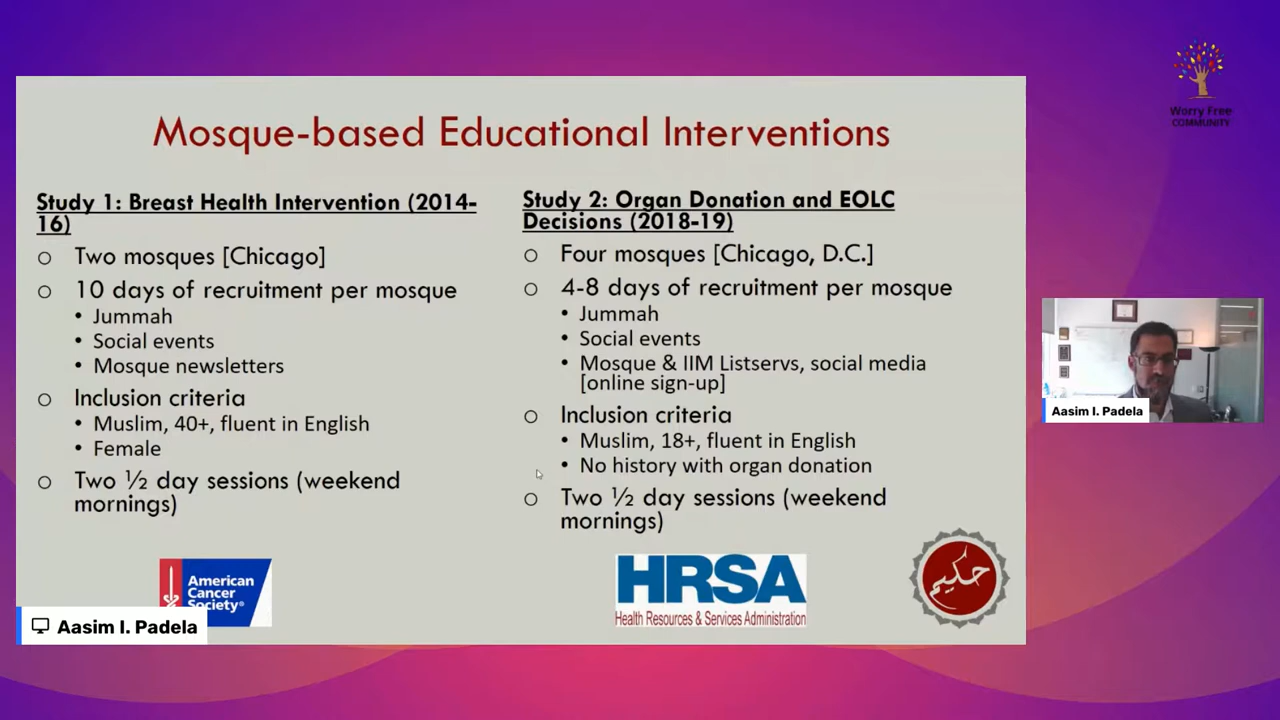 Worry Free
COMMUNITY
Mosque-based Educational Interventions
Study 1: Breast Health Intervention (2014-
16)
○ Two mosques [Chicago]
○ 10 days of recruitment per mosque
• Jummah
• Social events
• Mosque newsletters
○ Inclusion criteria
• Muslim, 40+, fluent in English
• Female
○ Two ½ day sessions (weekend
mornings)
American
Cancer
Society®
Study 2: Organ Donation and EOLC
Decisions (2018-19)
○ Four mosques [Chicago, D.C.]
○ 4-8 days of recruitment per mosque
• Jummah
• Social events
• Mosque & IIM Listservs, social media
[online sign-up]
○ Inclusion criteria
• Muslim, 18+, fluent in English
• No history with organ donation
○ Two ½ day sessions (weekend
mornings)
HRSA
Health Resources & Services Administration
حكيم
Aasim I. Padela
Aasim I. Padela